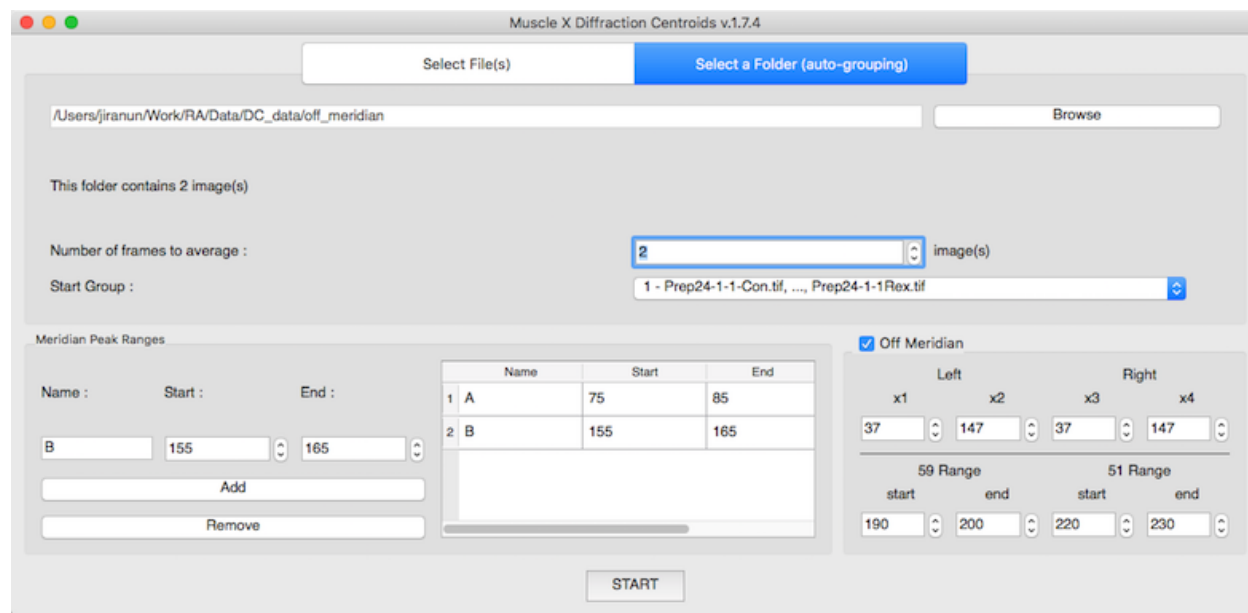 Muscle X Diffraction Centroids v.1.7.4
Select File(s) Select a Folder (auto-grouping)
/Users/jiranun/Work/RA/Data/DC_data/off_meridian Browse
This folder contains 2 image(s)
Number of frames to average : 2 image(s)
Start Group : 1 - Prep24-1-1-Con.tif, ..., Prep24-1-1Rex.tif
Meridian Peak Ranges
Name : Start : End :
B 155 165
Add
Remove
Name Start End
1 A 75 85
2 B 155 165
Off Meridian
Left Right
x1 x2 x3 x4
37 147 37 147
59 Range 51 Range
start end start end
190 200 220 230
START